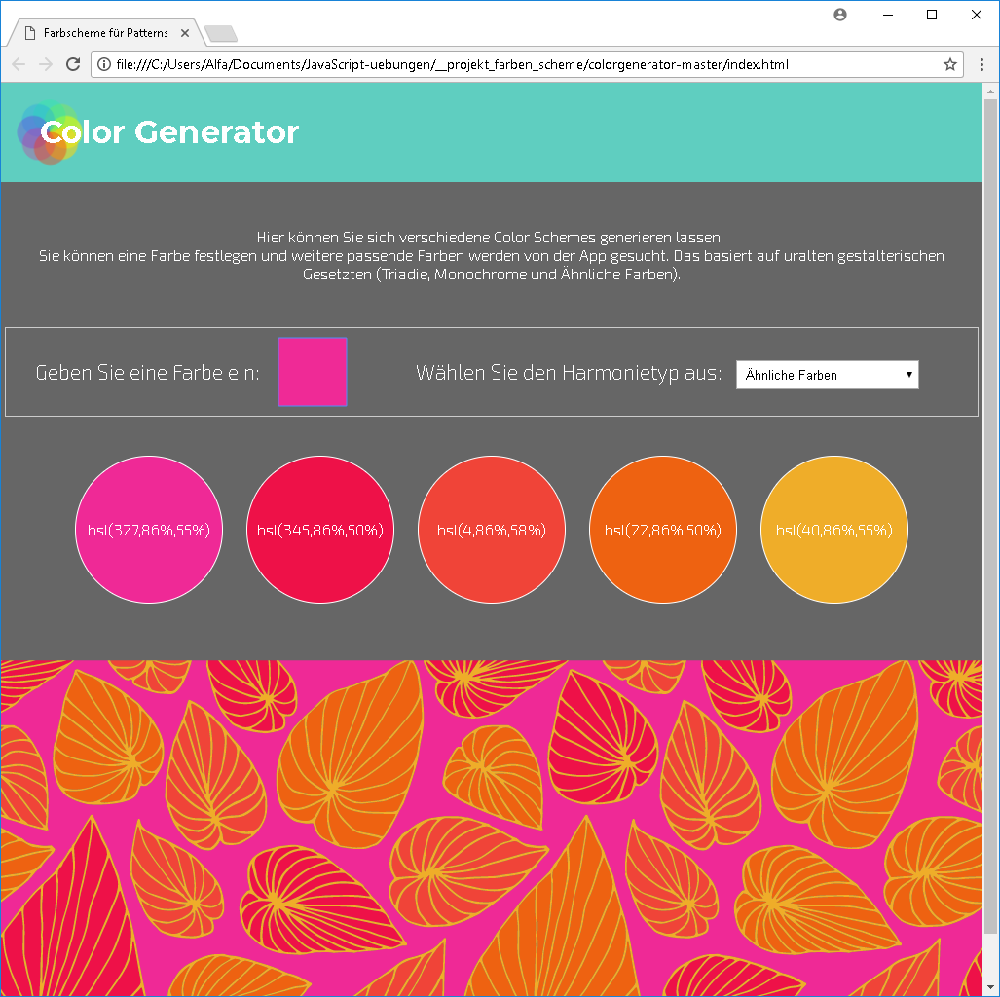 Farbscheme für Patterns
file:///C:/Users/Alfa/Documents/JavaScript-uebungen/__projekt_farben_scheme/colorgenerator-master/index.html
Color Generator
Hier können Sie sich verschiedene Color Schemes generieren lassen.
Sie können eine Farbe festlegen und weitere passende Farben werden von der App gesucht. Das basiert auf uralten gestalterischen
Gesetzten (Triadie, Monochrome und Ähnliche Farben).
Geben Sie eine Farbe ein:
Wählen Sie den Harmonietyp aus:
Ähnliche Farben
hsl(327,86%,55%)
hsl(345,86%,50%)
hsl(4,86%,58%)
hsl(22,86%,50%)
hsl(40,86%,55%)